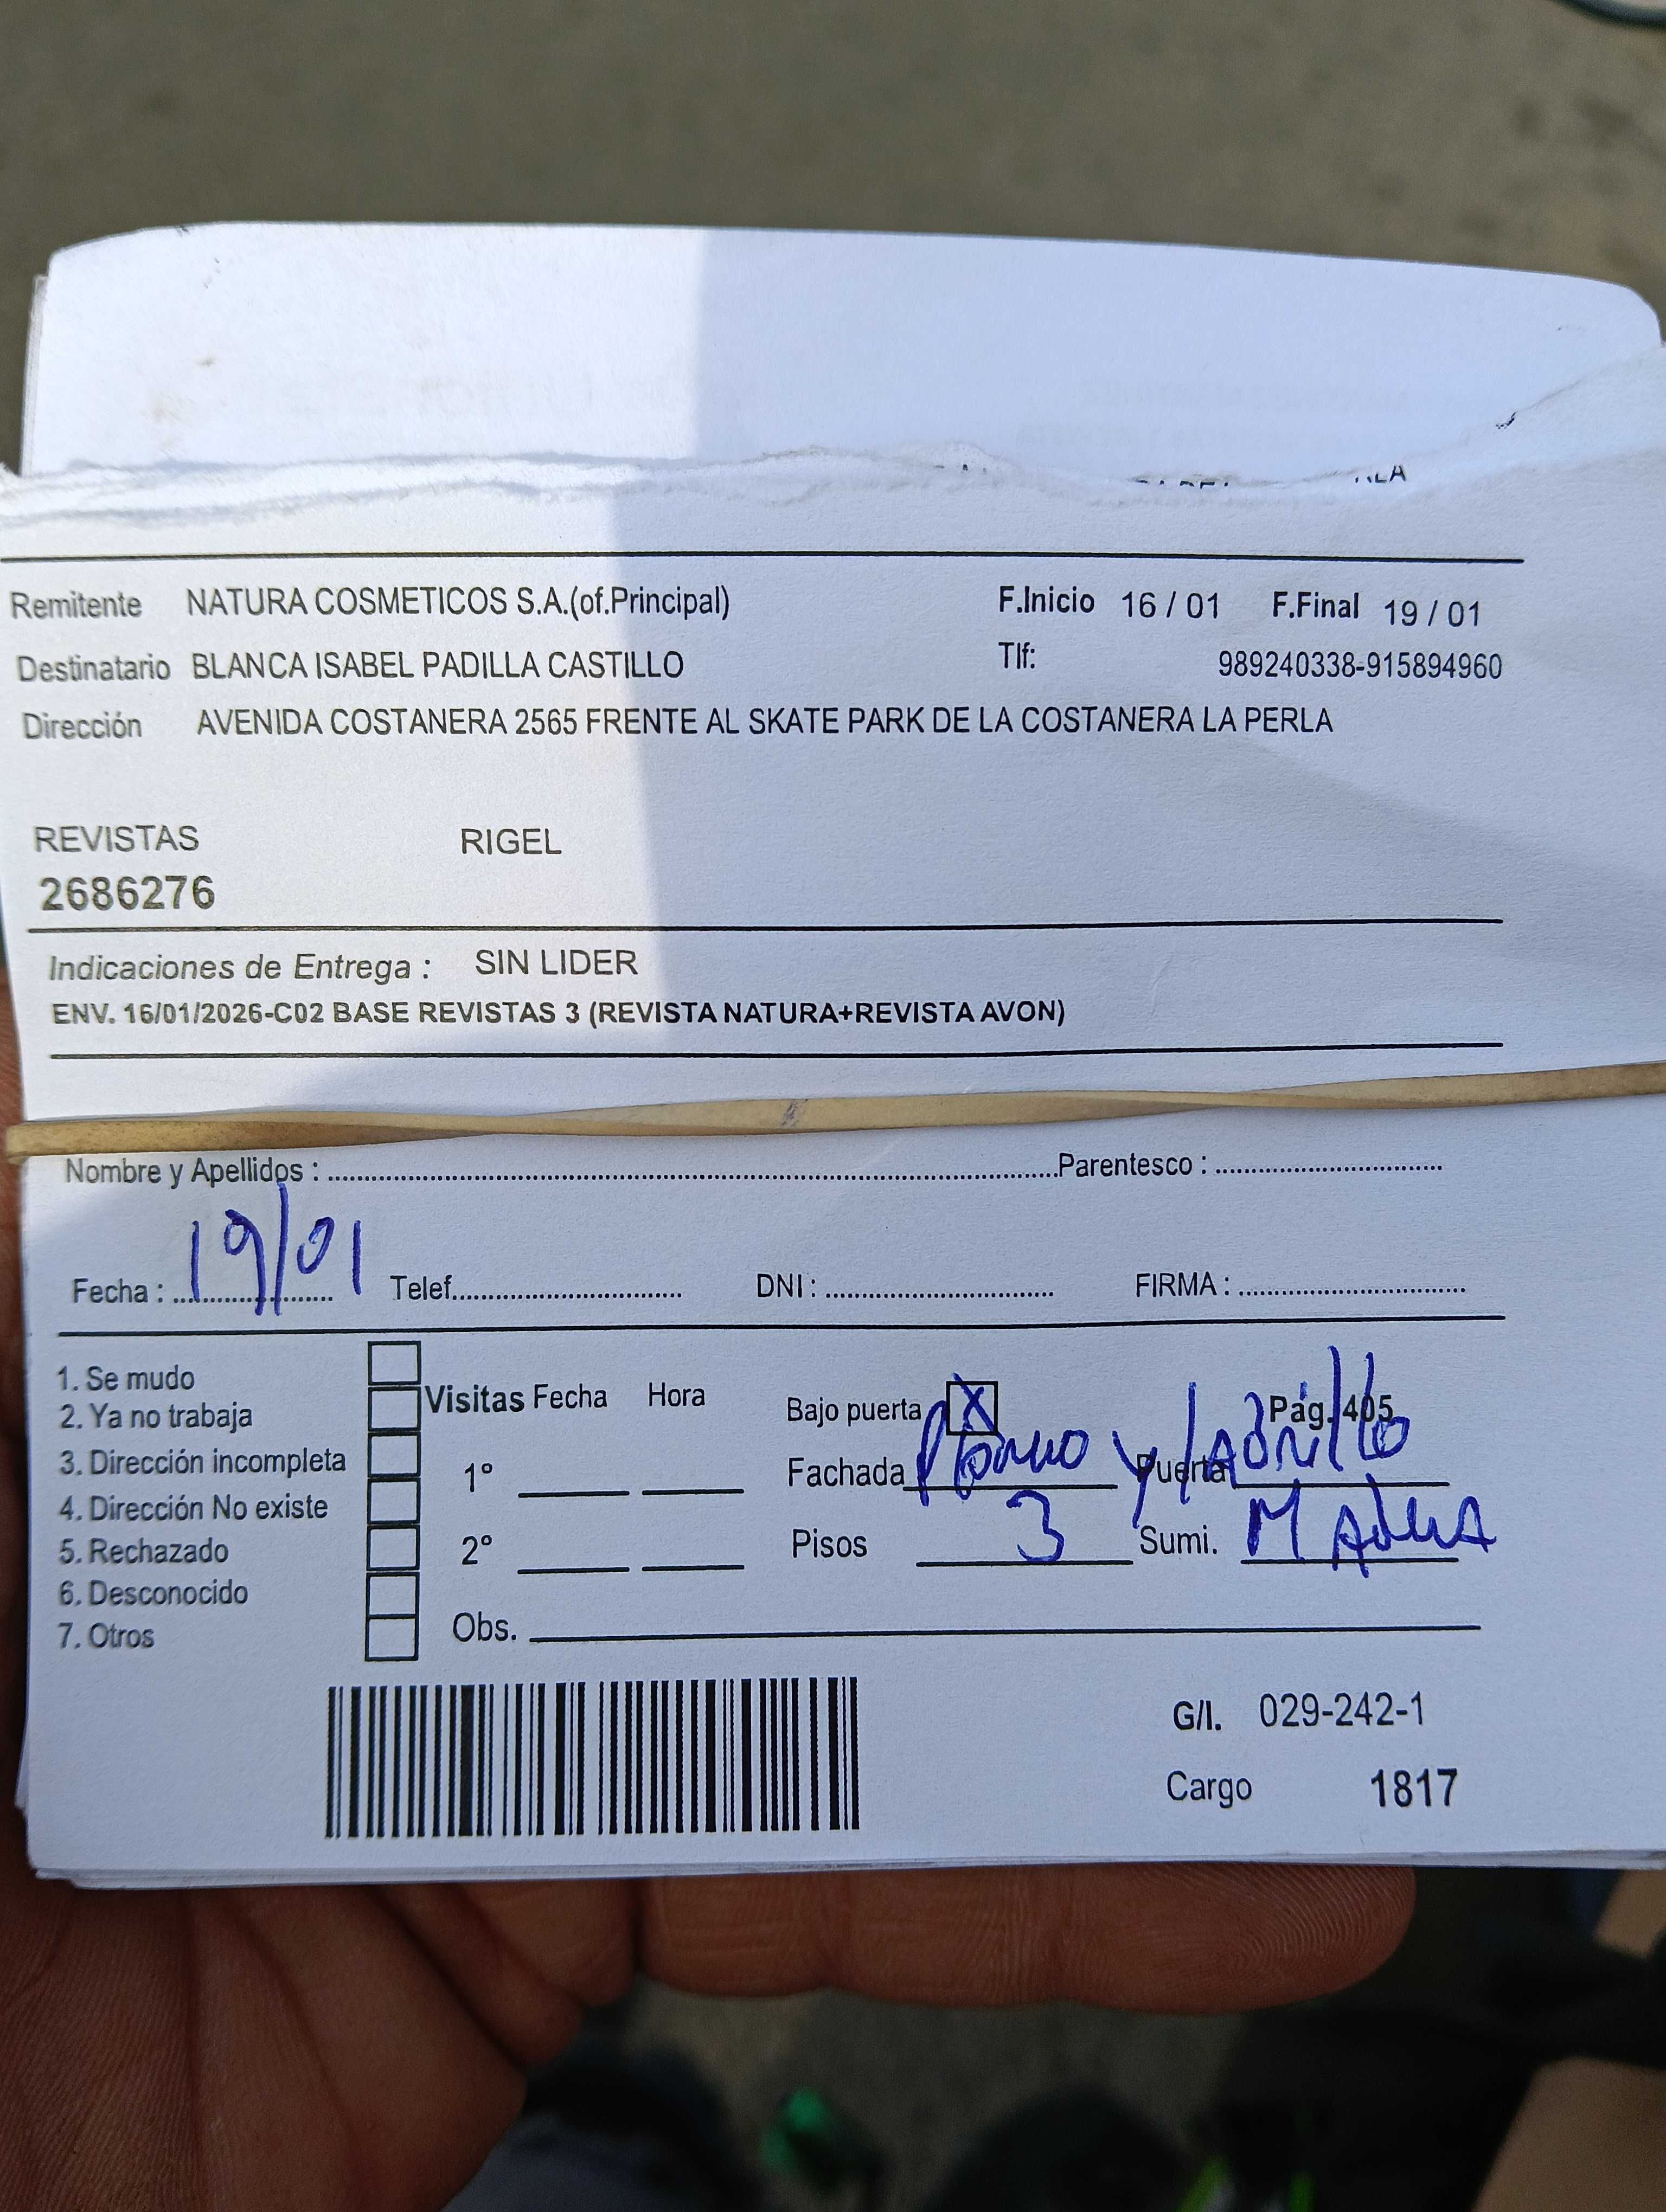 Remitente NATURA COSMETICOS S.A.(of.Principal) F.Inicio 16 / 01 F.Final 19 / 01
Destinatario BLANCA ISABEL PADILLA CASTILLO Tlf: 989240338-915894960
Dirección AVENIDA COSTANERA 2565 FRENTE AL SKATE PARK DE LA COSTANERA LA PERLA
REVISTAS RIGEL
2686276
Indicaciones de Entrega : SIN LIDER
ENV. 16/01/2026-C02 BASE REVISTAS 3 (REVISTA NATURA+REVISTA AVON)
Nombre y Apellidos : Parentesco :
Fecha : 19/01 Telef. DNI : FIRMA :
1. Se mudo
2. Ya no trabaja
3. Dirección incompleta
4. Dirección No existe
5. Rechazado
6. Desconocido
7. Otros
Visitas Fecha Hora
1º
2º
Obs.
Bajo puerta X Pág. 405
Fachada Plomo y ladrillo Puerta
Pisos 3 Sumi. Madera
G/I. 029-242-1
Cargo 1817